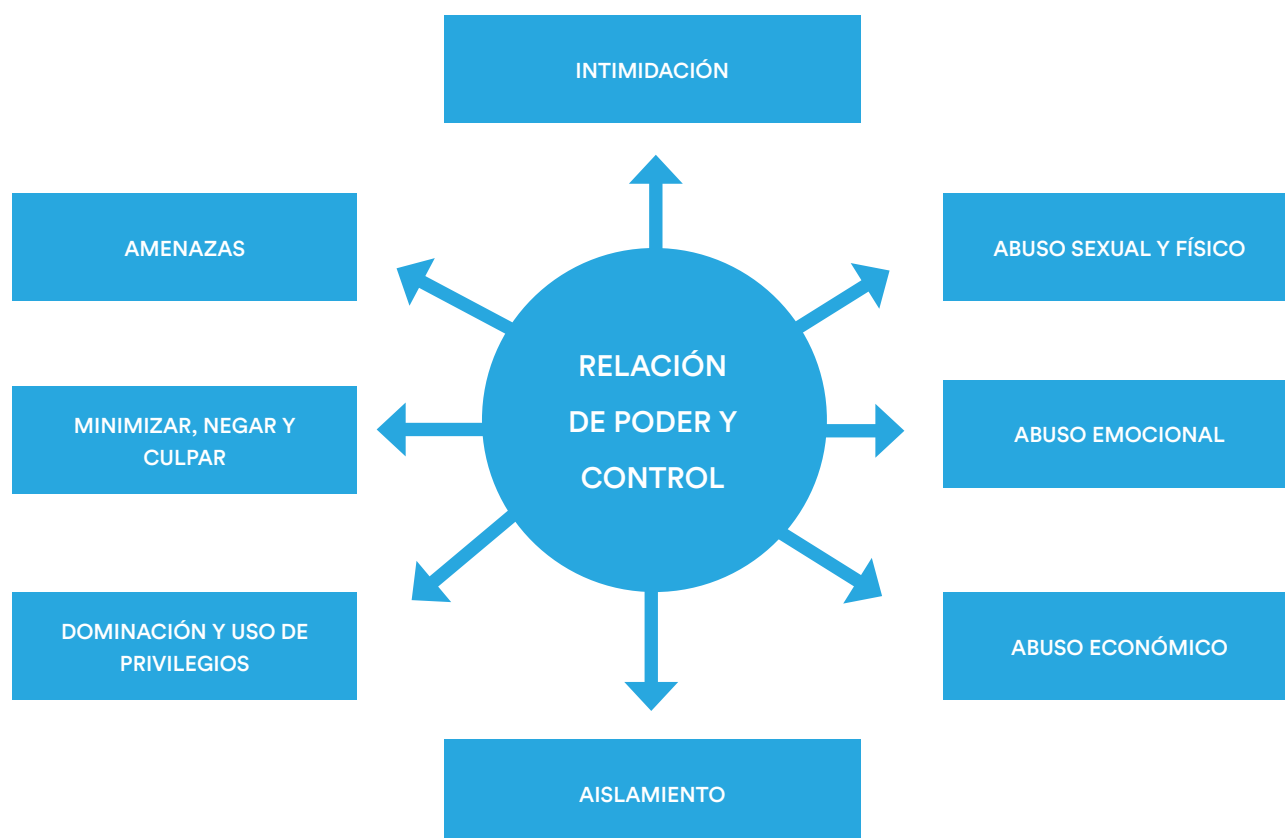 INTIMIDACIÓN
AMENAZAS
ABUSO SEXUAL Y FÍSICO
RELACIÓN
DE PODER Y
CONTROL
MINIMIZAR, NEGAR Y
CULPAR
ABUSO EMOCIONAL
DOMINACIÓN Y USO DE
PRIVILEGIOS
ABUSO ECONÓMICO
AISLAMIENTO